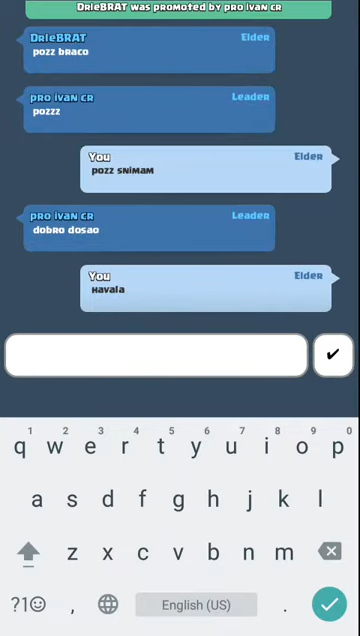 DrieBRAT was promoted by pro ivan cr
DrieBRAT Elder
pozz braco
pro ivan cr Leader
pozzz
You Elder
pozz snimam
pro ivan cr Leader
dobro dosao
You Elder
Havala
✔
1 2 3 4 5 6 7 8 9 0
q w e r t y u i o p
a s d f g h j k l
z x c v b n m
?1☺ , English (US) .